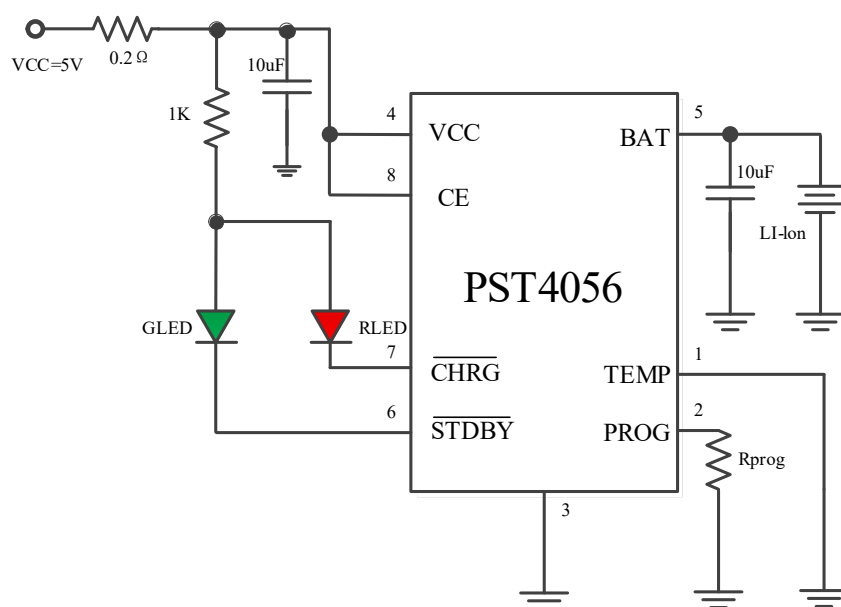 0.2 Ω
VCC=5V
10uF
1K
4
VCC
8
CE
5
BAT
10uF
LI-lon
PST4056
GLED
RLED
7
CHRG
6
STDBY
1
TEMP
2
PROG
Rprog
3